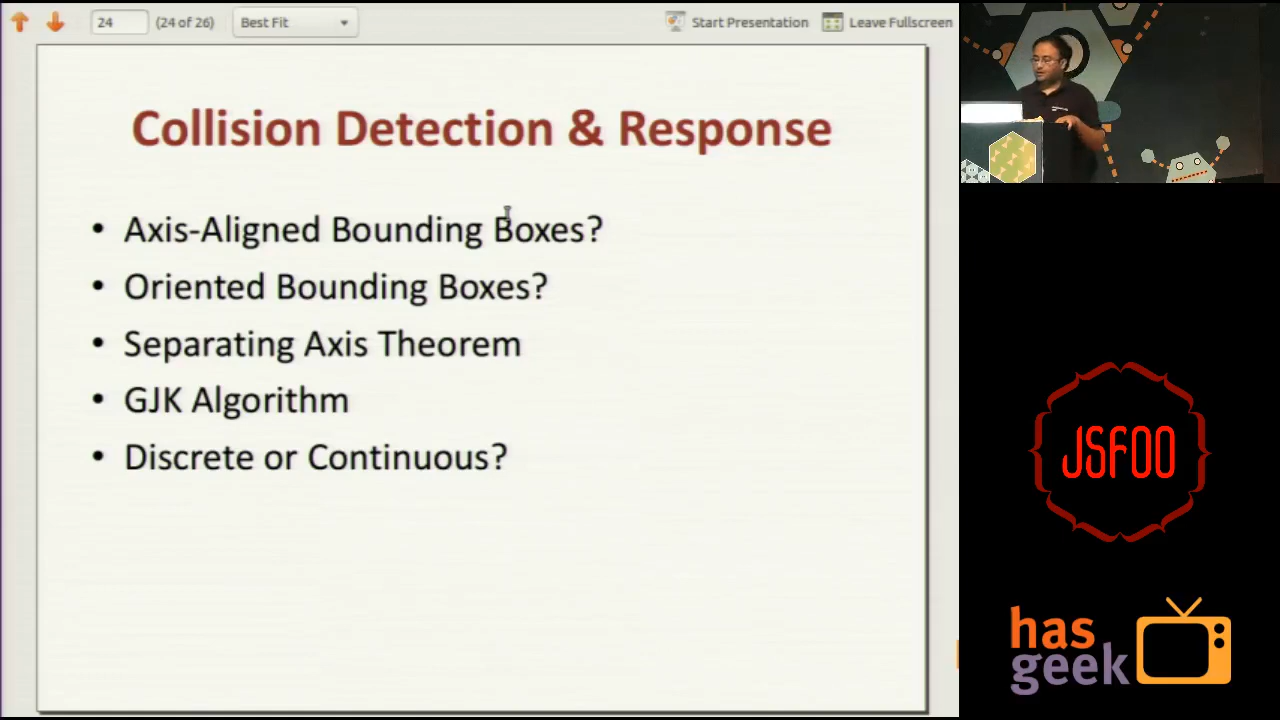 24 (24 of 26) Best Fit Start Presentation Leave Fullscreen
Collision Detection & Response
• Axis-Aligned Bounding Boxes?
• Oriented Bounding Boxes?
• Separating Axis Theorem
• GJK Algorithm
• Discrete or Continuous?
JSFOO
has
geek